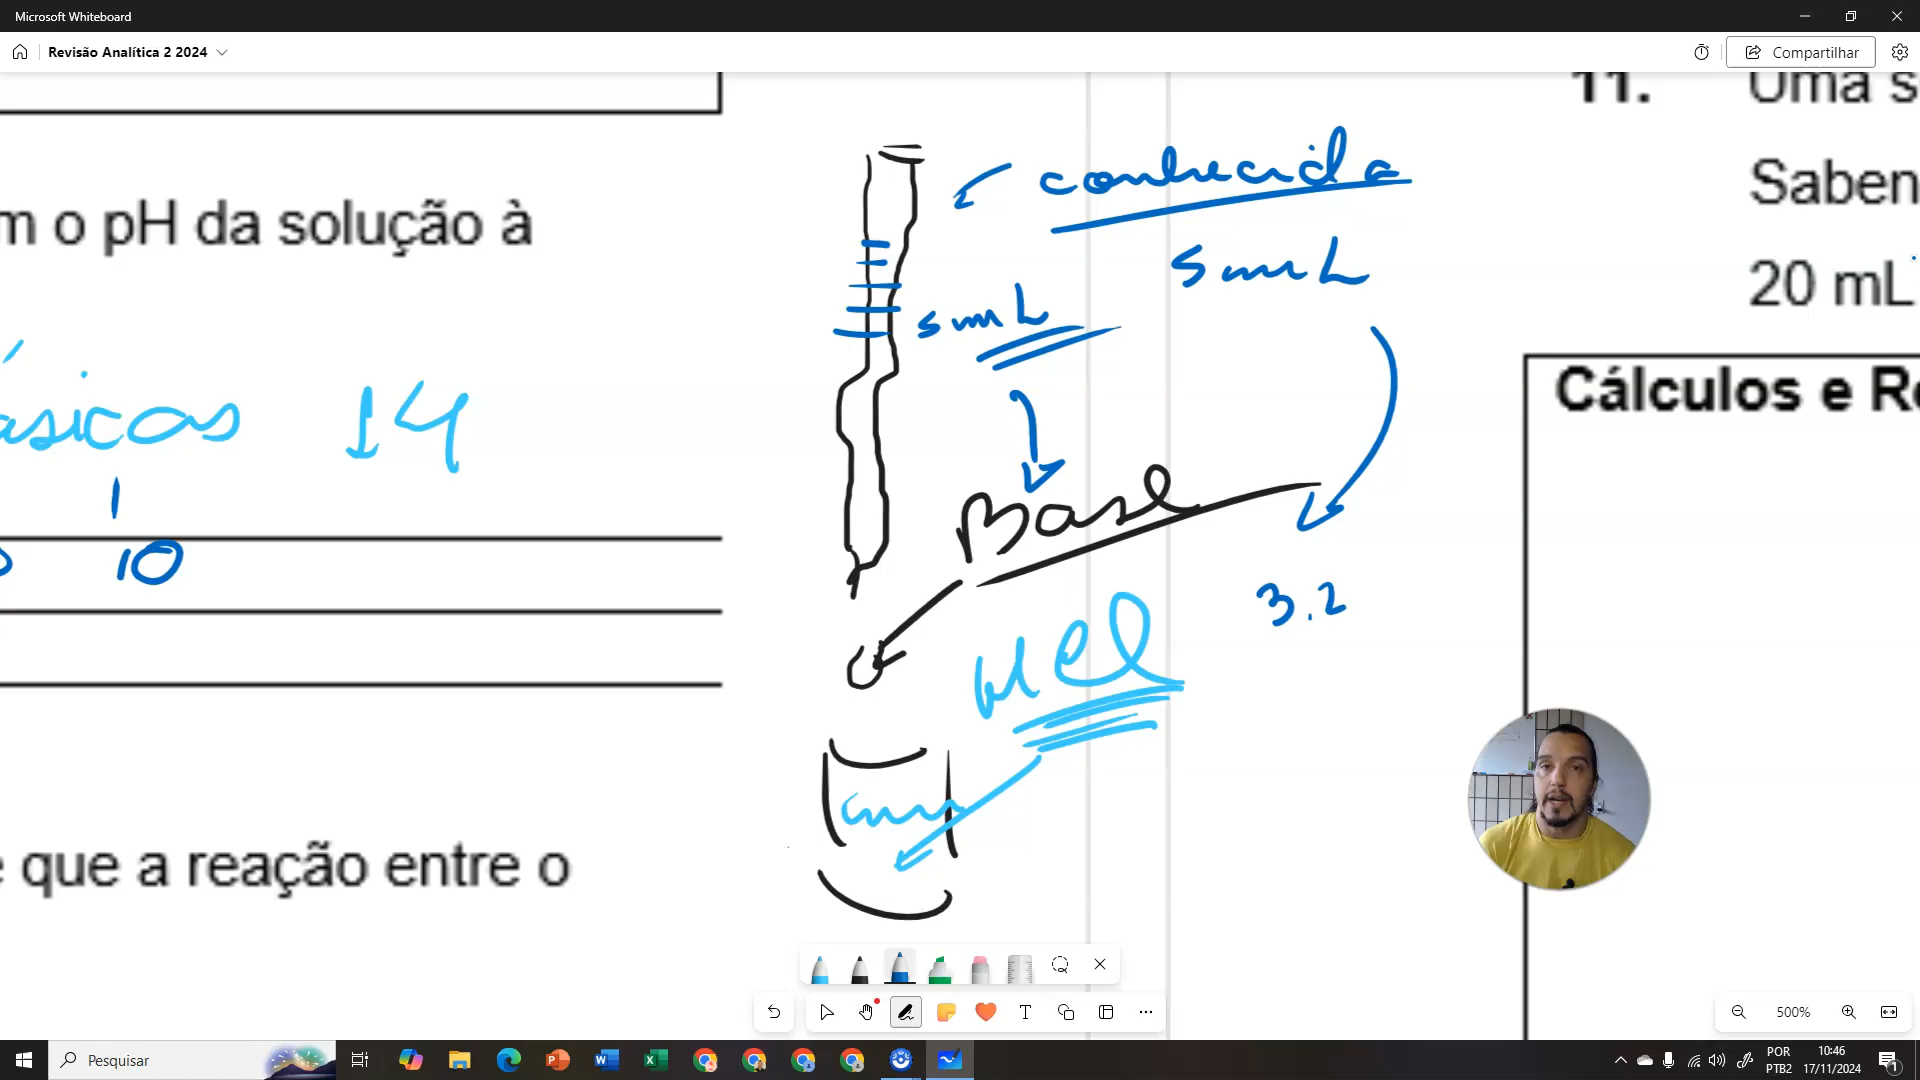 Microsoft Whiteboard
Revisão Analítica 2 2024
Compartilhar
11. Uma s
m o pH da solução à
conhecida
Saben
5 mL
20 mL
5 mL
Cálculos e Re
ásicos 14
Base
10
3.2
HCl
e que a reação entre o
500%
Pesquisar
POR
PTB2
10:46
17/11/2024
1